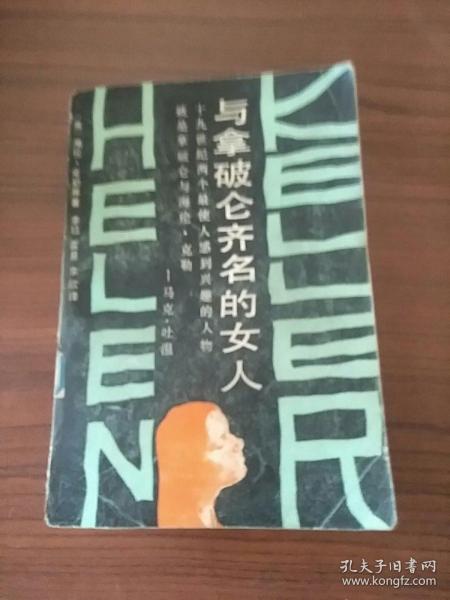 HELEN
KELLER
与拿破仑齐名的女人
十九世纪两个最使人感到兴趣的人物
就是拿破仑与海伦·克勒
—马克·吐温
孔夫子旧书网
www.kongfz.com